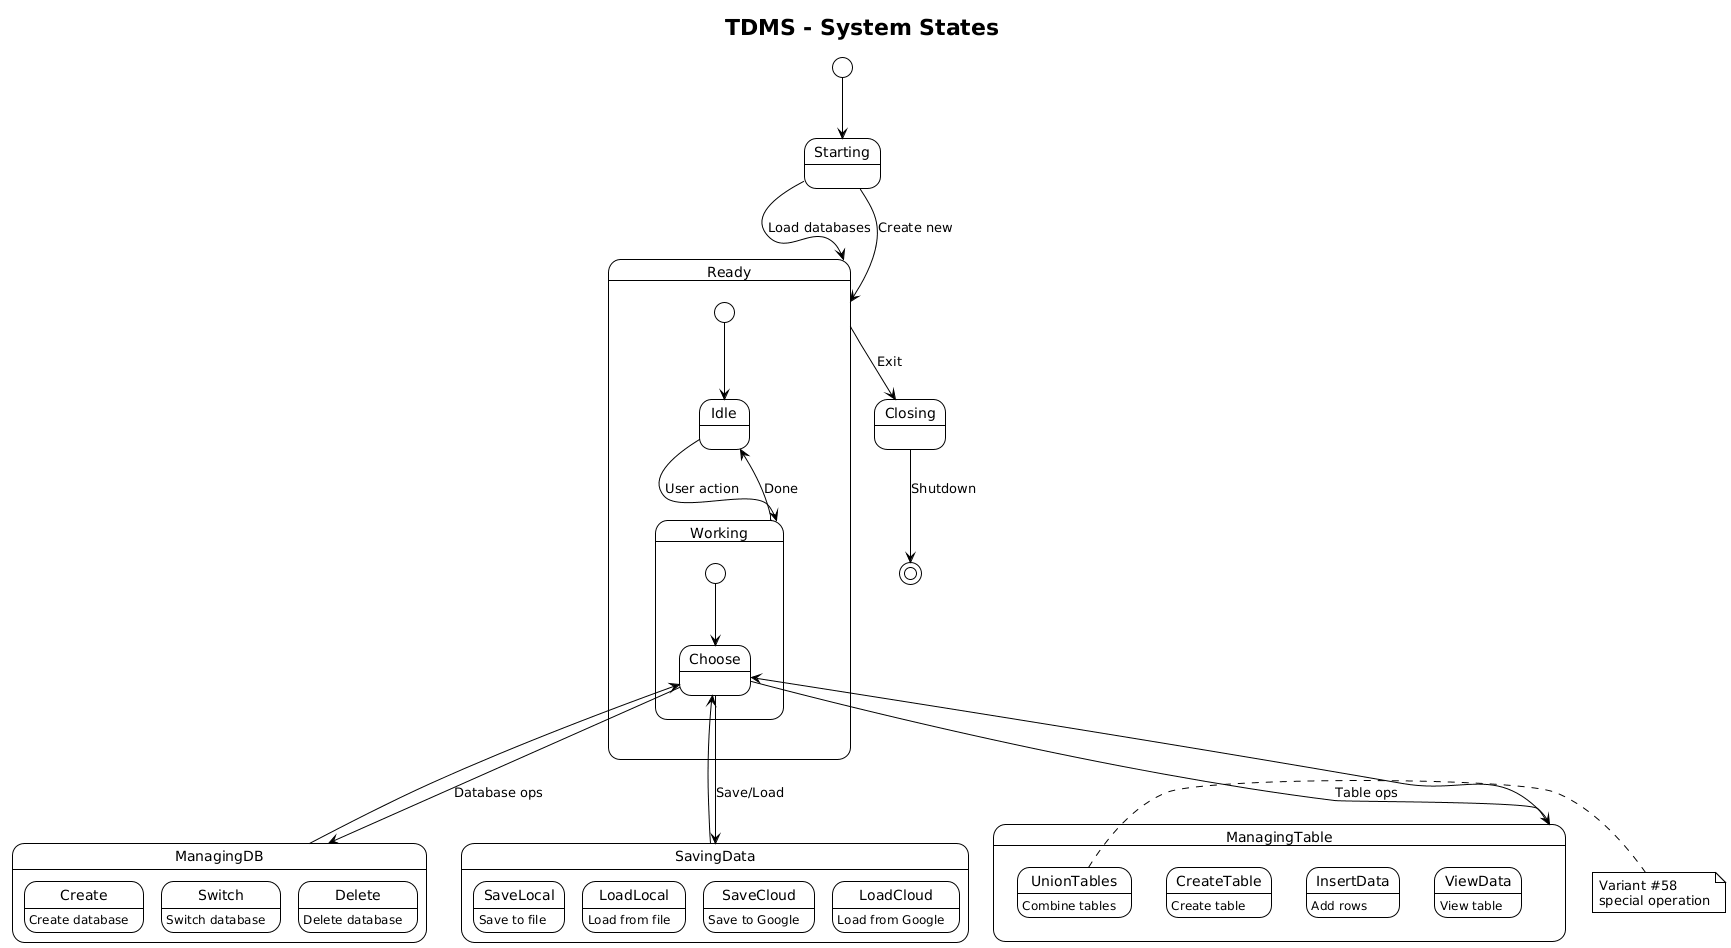 TDMS - System States
Starting
Load databases
Create new
Ready
Exit
Idle
Closing
User action
Done
Shutdown
Working
Choose
Database ops
Save/Load
Table ops
ManagingDB
SavingData
ManagingTable
Create
Create database
Switch
Switch database
Delete
Delete database
SaveLocal
Save to file
LoadLocal
Load from file
SaveCloud
Save to Google
LoadCloud
Load from Google
UnionTables
Combine tables
CreateTable
Create table
InsertData
Add rows
ViewData
View table
Variant #58
special operation